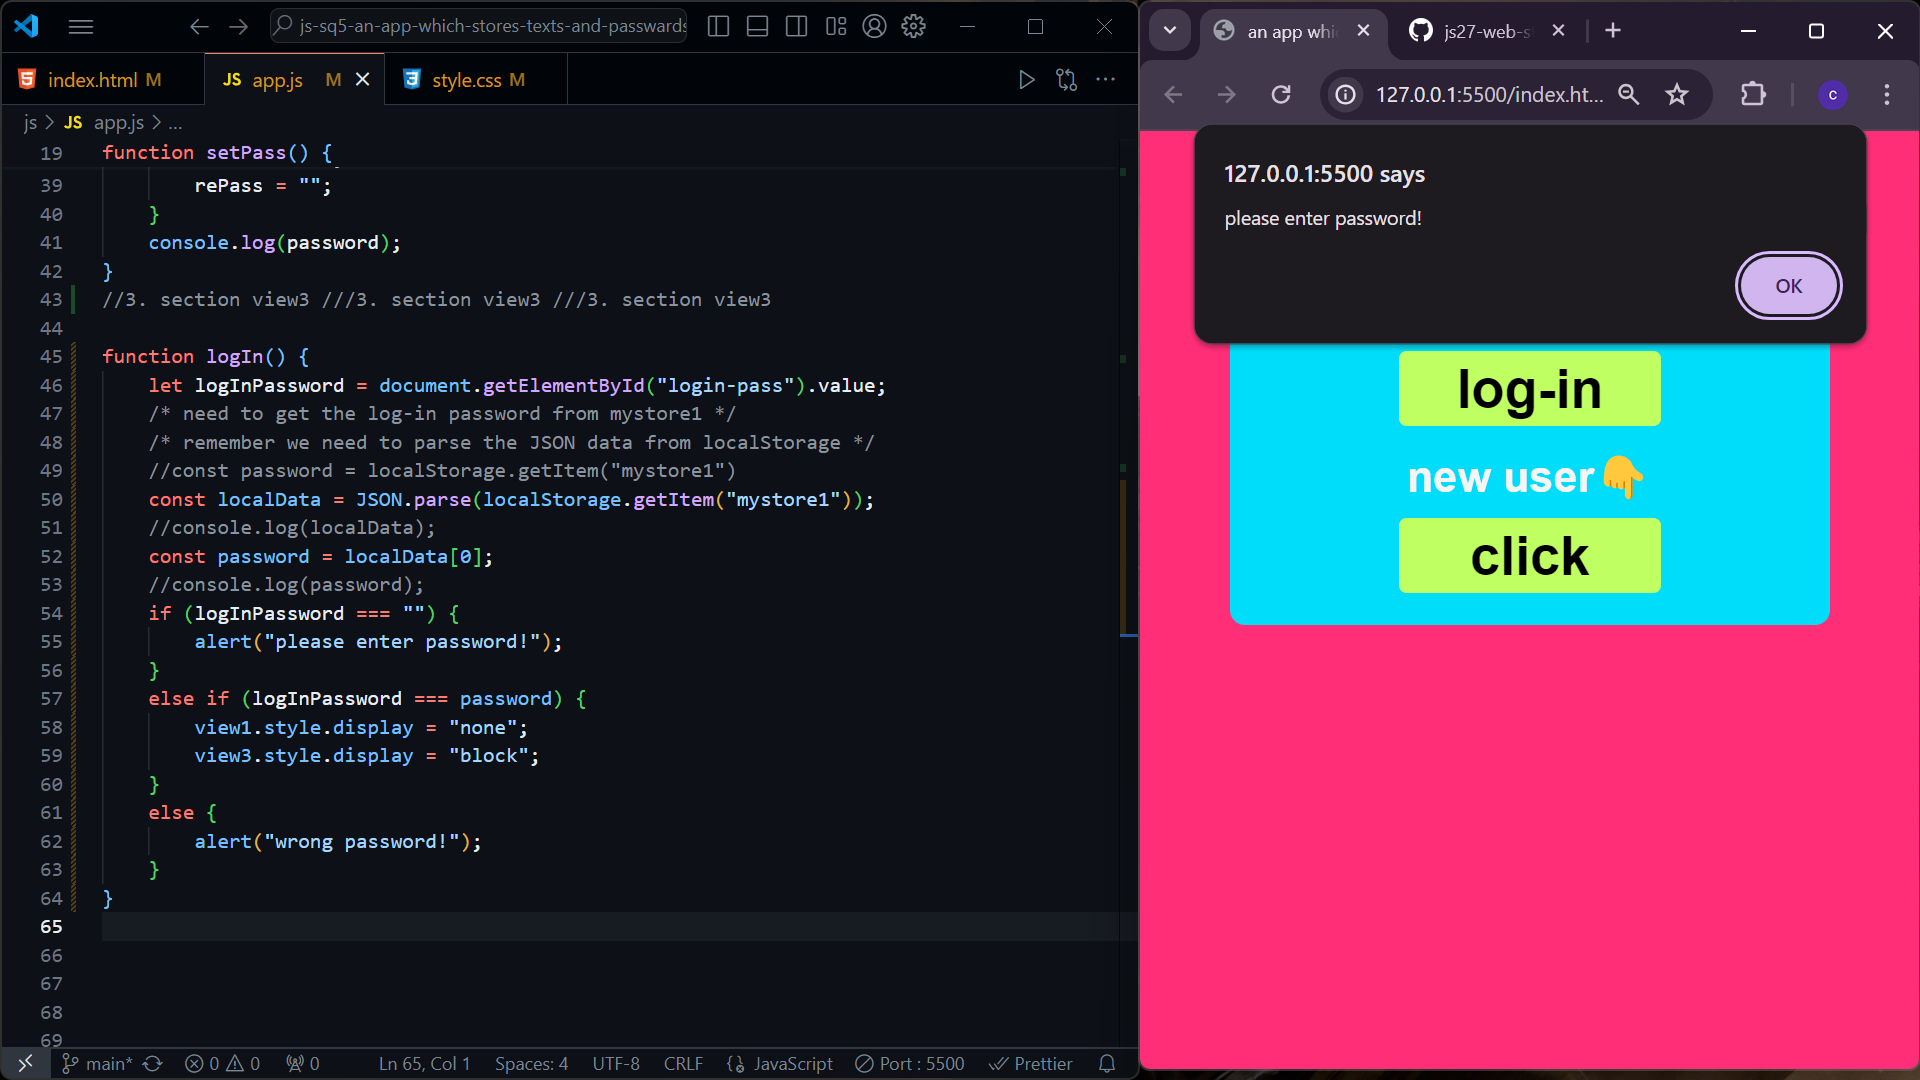 js-sq5-an-app-which-stores-texts-and-passwards
index.html M
JS app.js M
style.css M
js > JS app.js > ...
19 function setPass() {
39 rePass = "";
40 }
41 console.log(password);
42 }
43 //3. section view3 ///3. section view3 ///3. section view3
44
45 function logIn() {
46 let logInPassword = document.getElementById("login-pass").value;
47 /* need to get the log-in password from mystore1 */
48 /* remember we need to parse the JSON data from localStorage */
49 //const password = localStorage.getItem("mystore1")
50 const localData = JSON.parse(localStorage.getItem("mystore1"));
51 //console.log(localData);
52 const password = localData[0];
53 //console.log(password);
54 if (logInPassword === "") {
55 alert("please enter password!");
56 }
57 else if (logInPassword === password) {
58 view1.style.display = "none";
59 view3.style.display = "block";
60 }
61 else {
62 alert("wrong password!");
63 }
64 }
65
66
67
68
69
main* 0 0 0 Ln 65, Col 1 Spaces: 4 UTF-8 CRLF JavaScript Port : 5500 Prettier
an app whi
js27-web-s
127.0.0.1:5500/index.ht...
c
127.0.0.1:5500 says
please enter password!
OK
log-in
new user👇
click